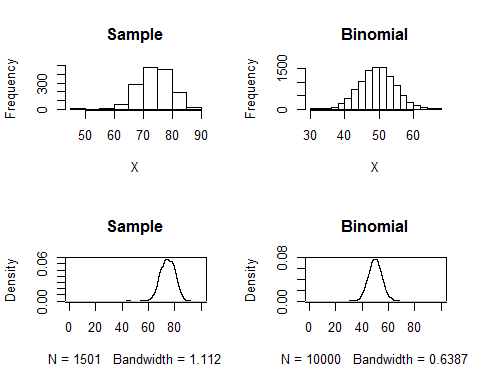 Sample
Frequency
0 300
50 60 70 80 90
X
Binomial
Frequency
0 1500
30 40 50 60
X
Sample
Density
0.00 0.06
0 20 40 60 80
N = 1501 Bandwidth = 1.112
Binomial
Density
0.00 0.08
0 20 40 60 80
N = 10000 Bandwidth = 0.6387